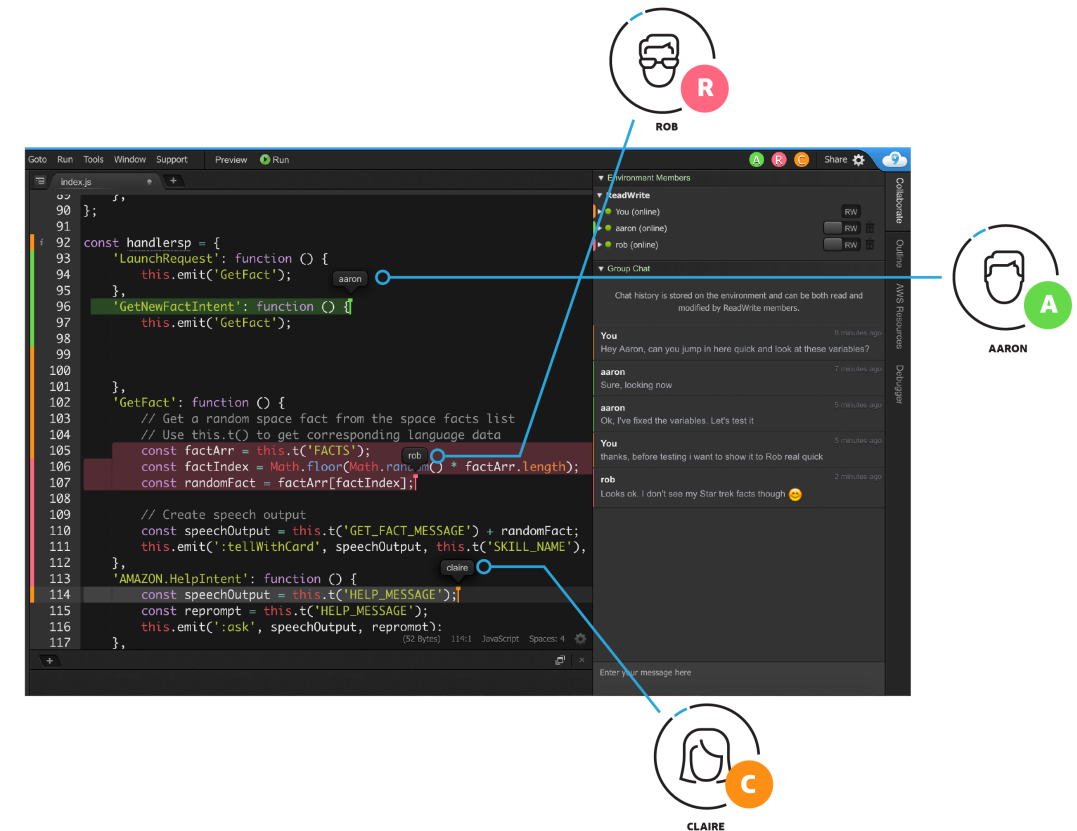 R
ROB
Goto Run Tools Window Support Preview Run A R C Share 9
index.js + 
89 },
90 };
91
i 92 const handlersp = {
93 'LaunchRequest': function () {
94 this.emit('GetFact');
95 },
96 'GetNewFactIntent': function () {
97 this.emit('GetFact');
98
99
100
101 },
102 'GetFact': function () {
103 // Get a random space fact from the space facts list
104 // Use this.t() to get corresponding language data
105 const factArr = this.t('FACTS');
106 const factIndex = Math.floor(Math.random() * factArr.length);
107 const randomFact = factArr[factIndex];
108
109 // Create speech output
110 const speechOutput = this.t('GET_FACT_MESSAGE') + randomFact;
111 this.emit(':tellWithCard', speechOutput, this.t('SKILL_NAME'),
112 },
113 'AMAZON.HelpIntent': function () {
114 const speechOutput = this.t('HELP_MESSAGE');
115 const reprompt = this.t('HELP_MESSAGE');
116 this.emit(':ask', speechOutput, reprompt);
117 },
aaron
rob
claire
(52 Bytes) 114:1 JavaScript Spaces: 4
+
Environment Members
ReadWrite
You (online) RW
aaron (online) RW
rob (online) RW
Group Chat
Chat history is stored on the environment and can be both read and
modified by ReadWrite members.
You 8 minutes ago
Hey Aaron, can you jump in here quick and look at these variables?
aaron 7 minutes ago
Sure, locking now
aaron 5 minutes ago
Ok, I've fixed the variables. Let's test it
You 5 minutes ago
thanks, before testing i want to show it to Rob real quick
rob 2 minutes ago
Looks ok. I don't see my Star trek facts though 😊
Enter your message here
Collaborate
Outline
AWS Resources
Debugger
A
AARON
C
CLAIRE